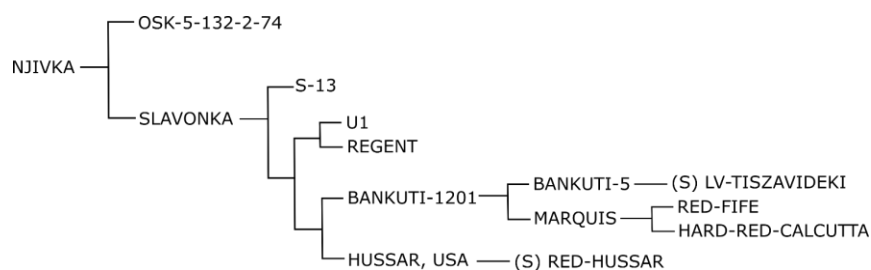 OSK-5-132-2-74
NJIVKA
S-13
SLAVONKA
U1
REGENT
BANKUTI-5
(S) LV-TISZAVIDEKI
BANKUTI-1201
RED-FIFE
MARQUIS
HARD-RED-CALCUTTA
HUSSAR, USA
(S) RED-HUSSAR